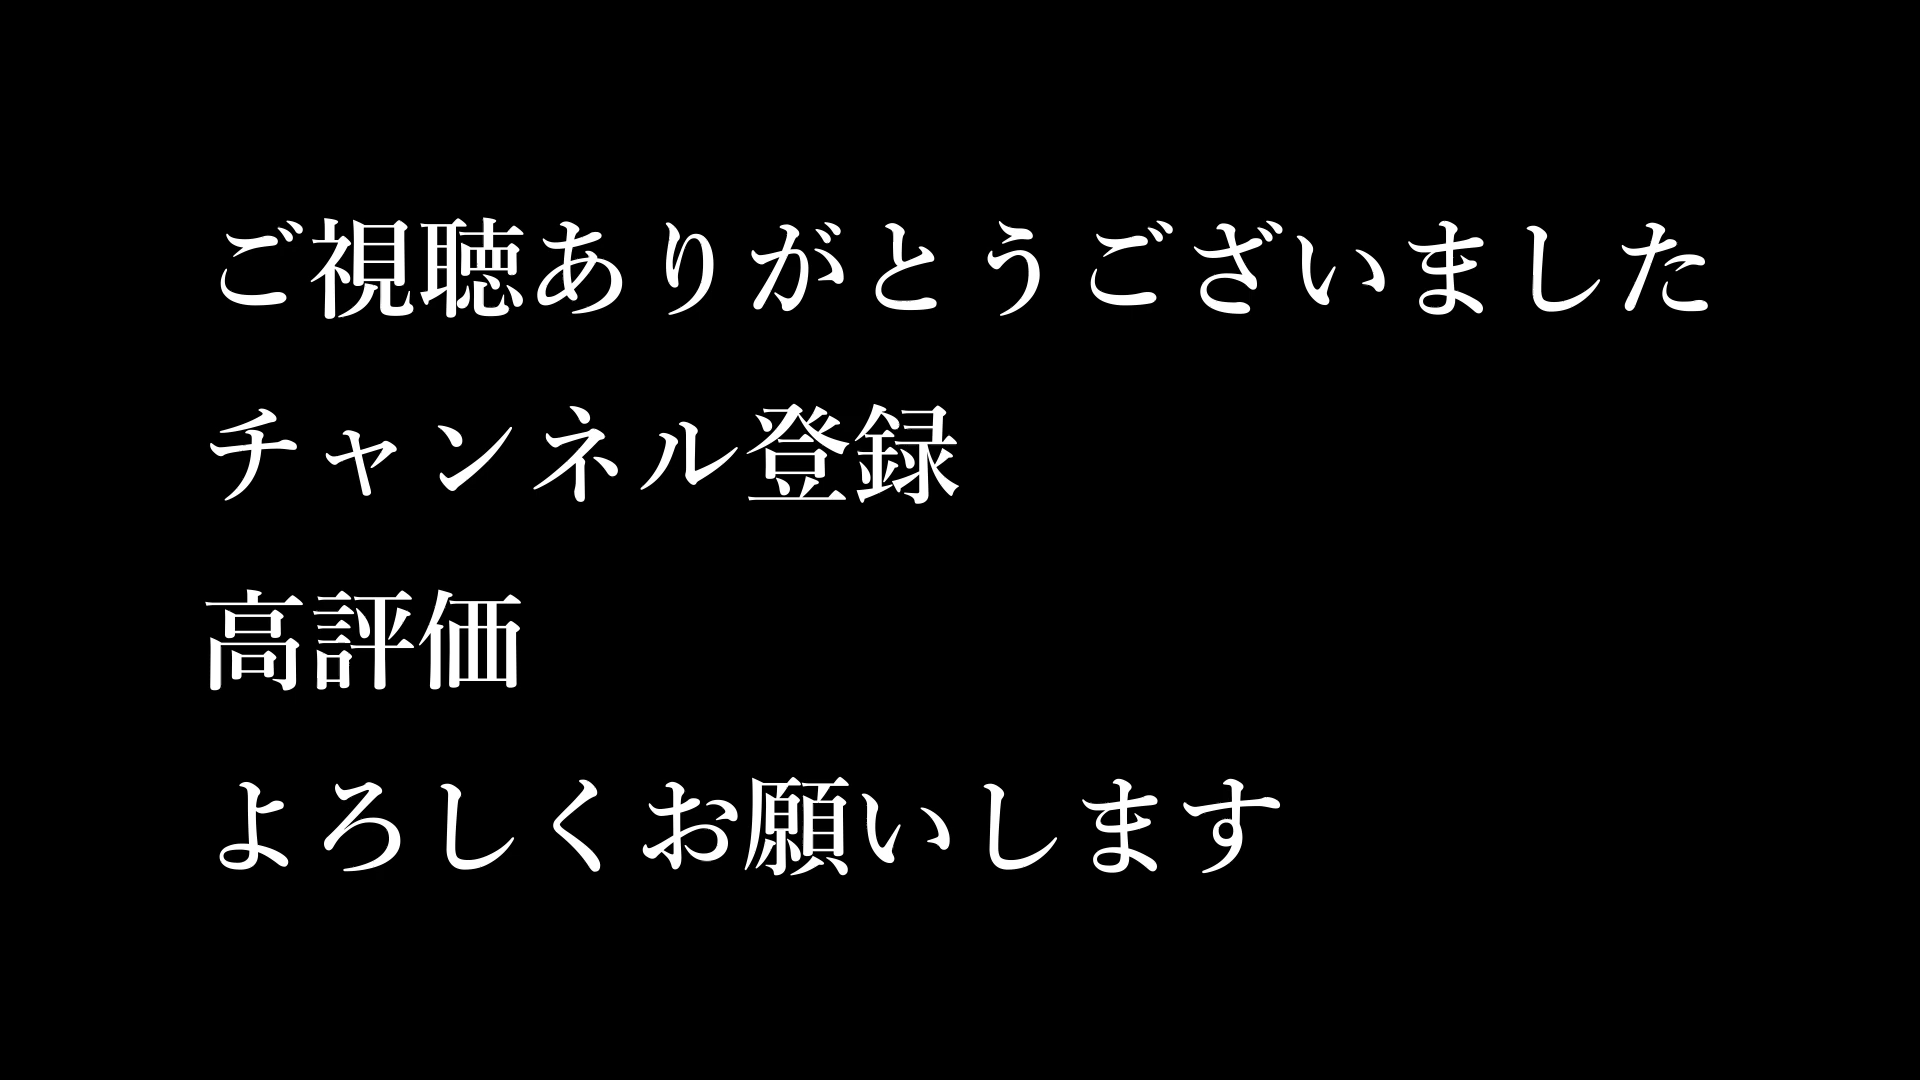 ご視聴ありがとうございました
チャンネル登録
高評価
よろしくお願いします